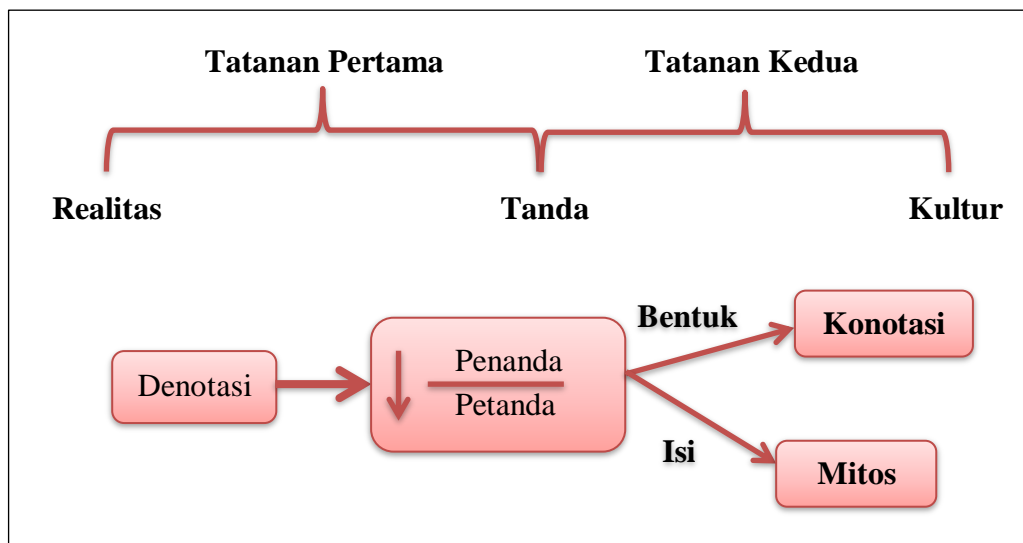 Tatanan Pertama Tatanan Kedua
Realitas Tanda Kultur
Bentuk
Konotasi
Denotasi
Penanda
Petanda
Isi
Mitos